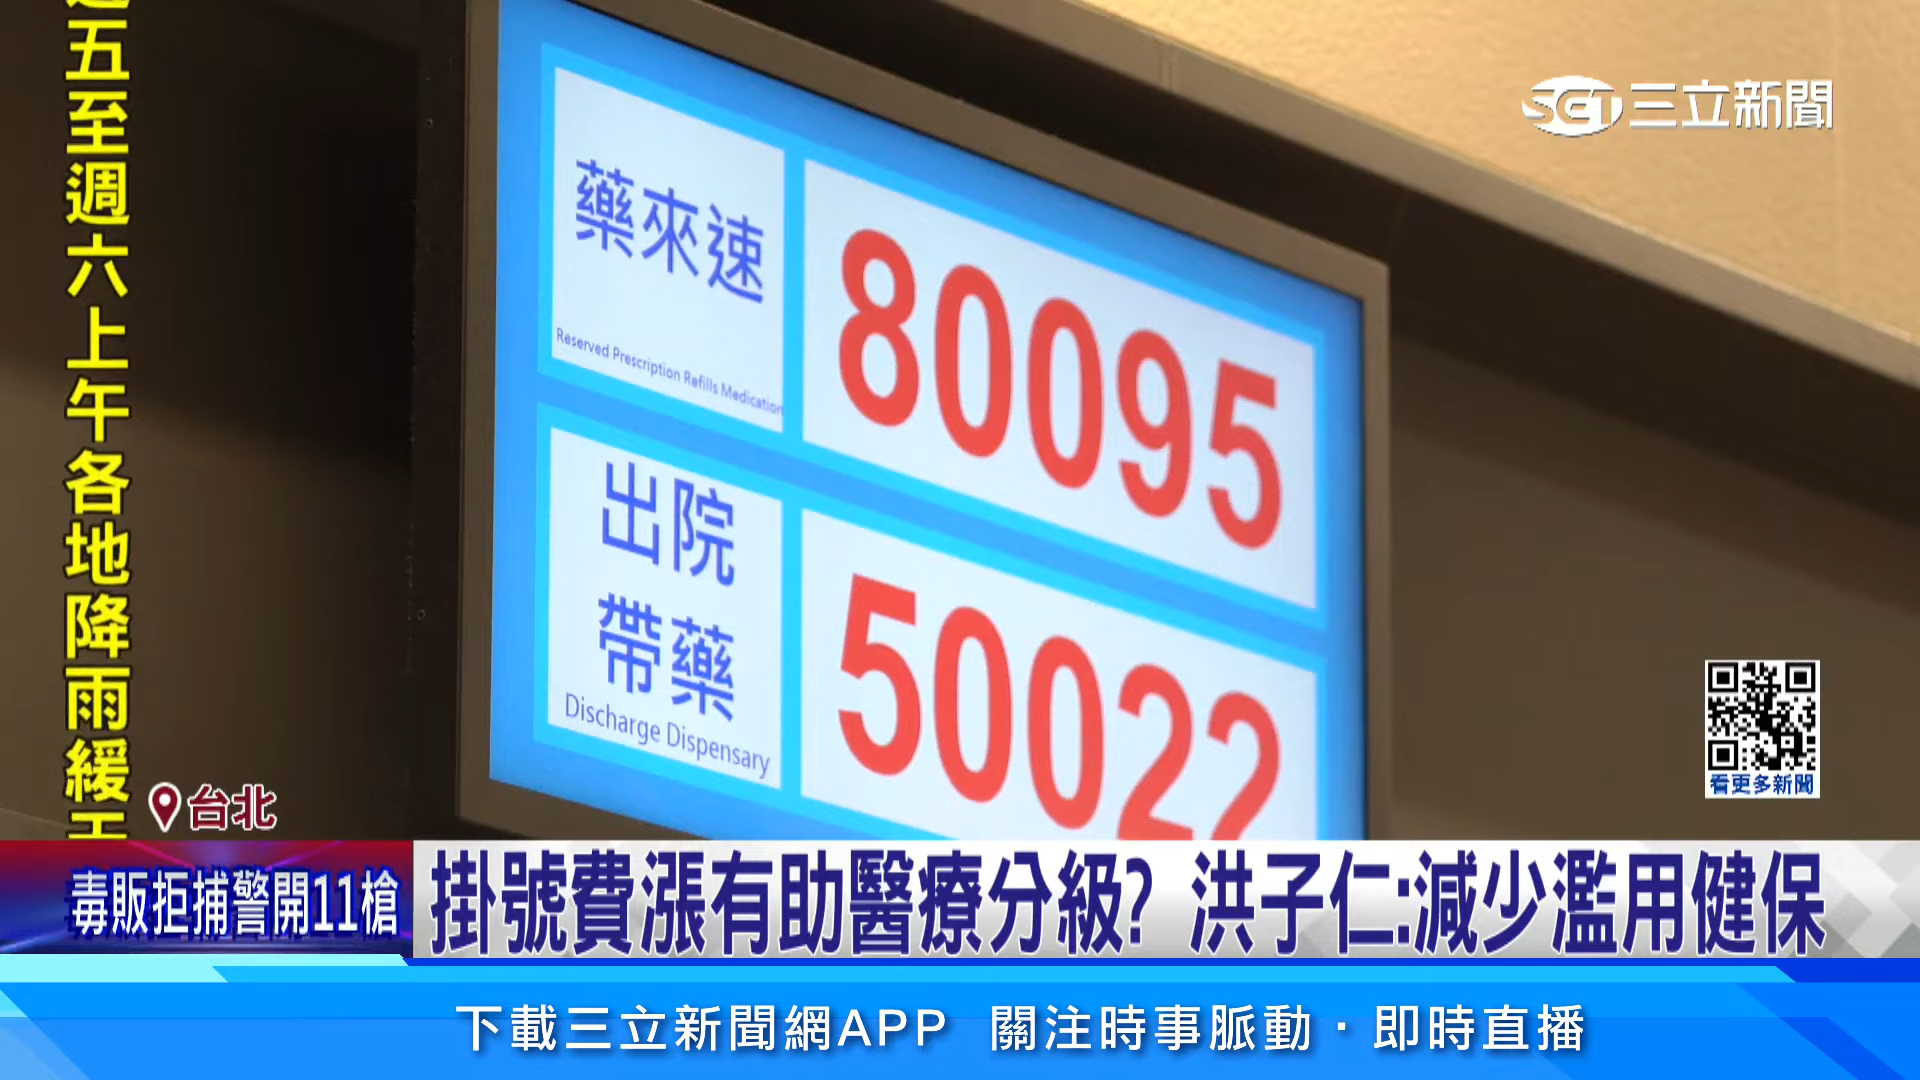 五至週六上午各地降雨緩
SET三立新聞
藥來速
Reserved Prescription Refills Medication
80095
出院
帶藥
Discharge Dispensary
50022
看更多新聞
台北
毒販拒捕警開11槍
掛號費漲有助醫療分級? 洪子仁:減少濫用健保
下載三立新聞網APP 關注時事脈動·即時直播